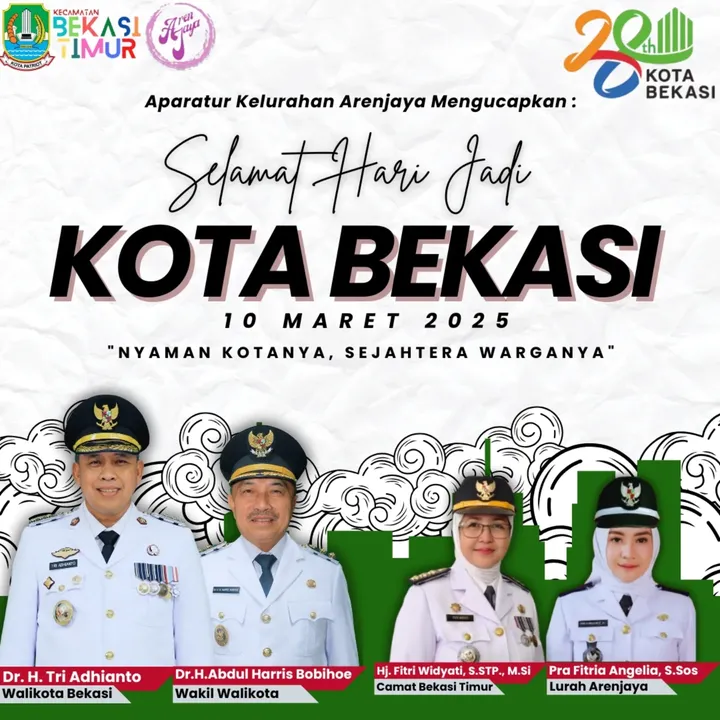 KECAMATAN
BEKASI
TIMUR
KOTA PATRIOT
Aren
Jaya
28th
KOTA
BEKASI
Aparatur Kelurahan Arenjaya Mengucapkan :
Selamat Hari Jadi
KOTA BEKASI
10 MARET 2025
"NYAMAN KOTANYA, SEJAHTERA WARGANYA"
TRI ADHIANTO
Dr. H. Tri Adhianto
Walikota Bekasi
Dr.H.Abdul Harris Bobihoe
Wakil Walikota
Hj. Fitri Widyati, S.STP., M.Si
Camat Bekasi Timur
Pra Fitria Angelia, S.Sos
Lurah Arenjaya